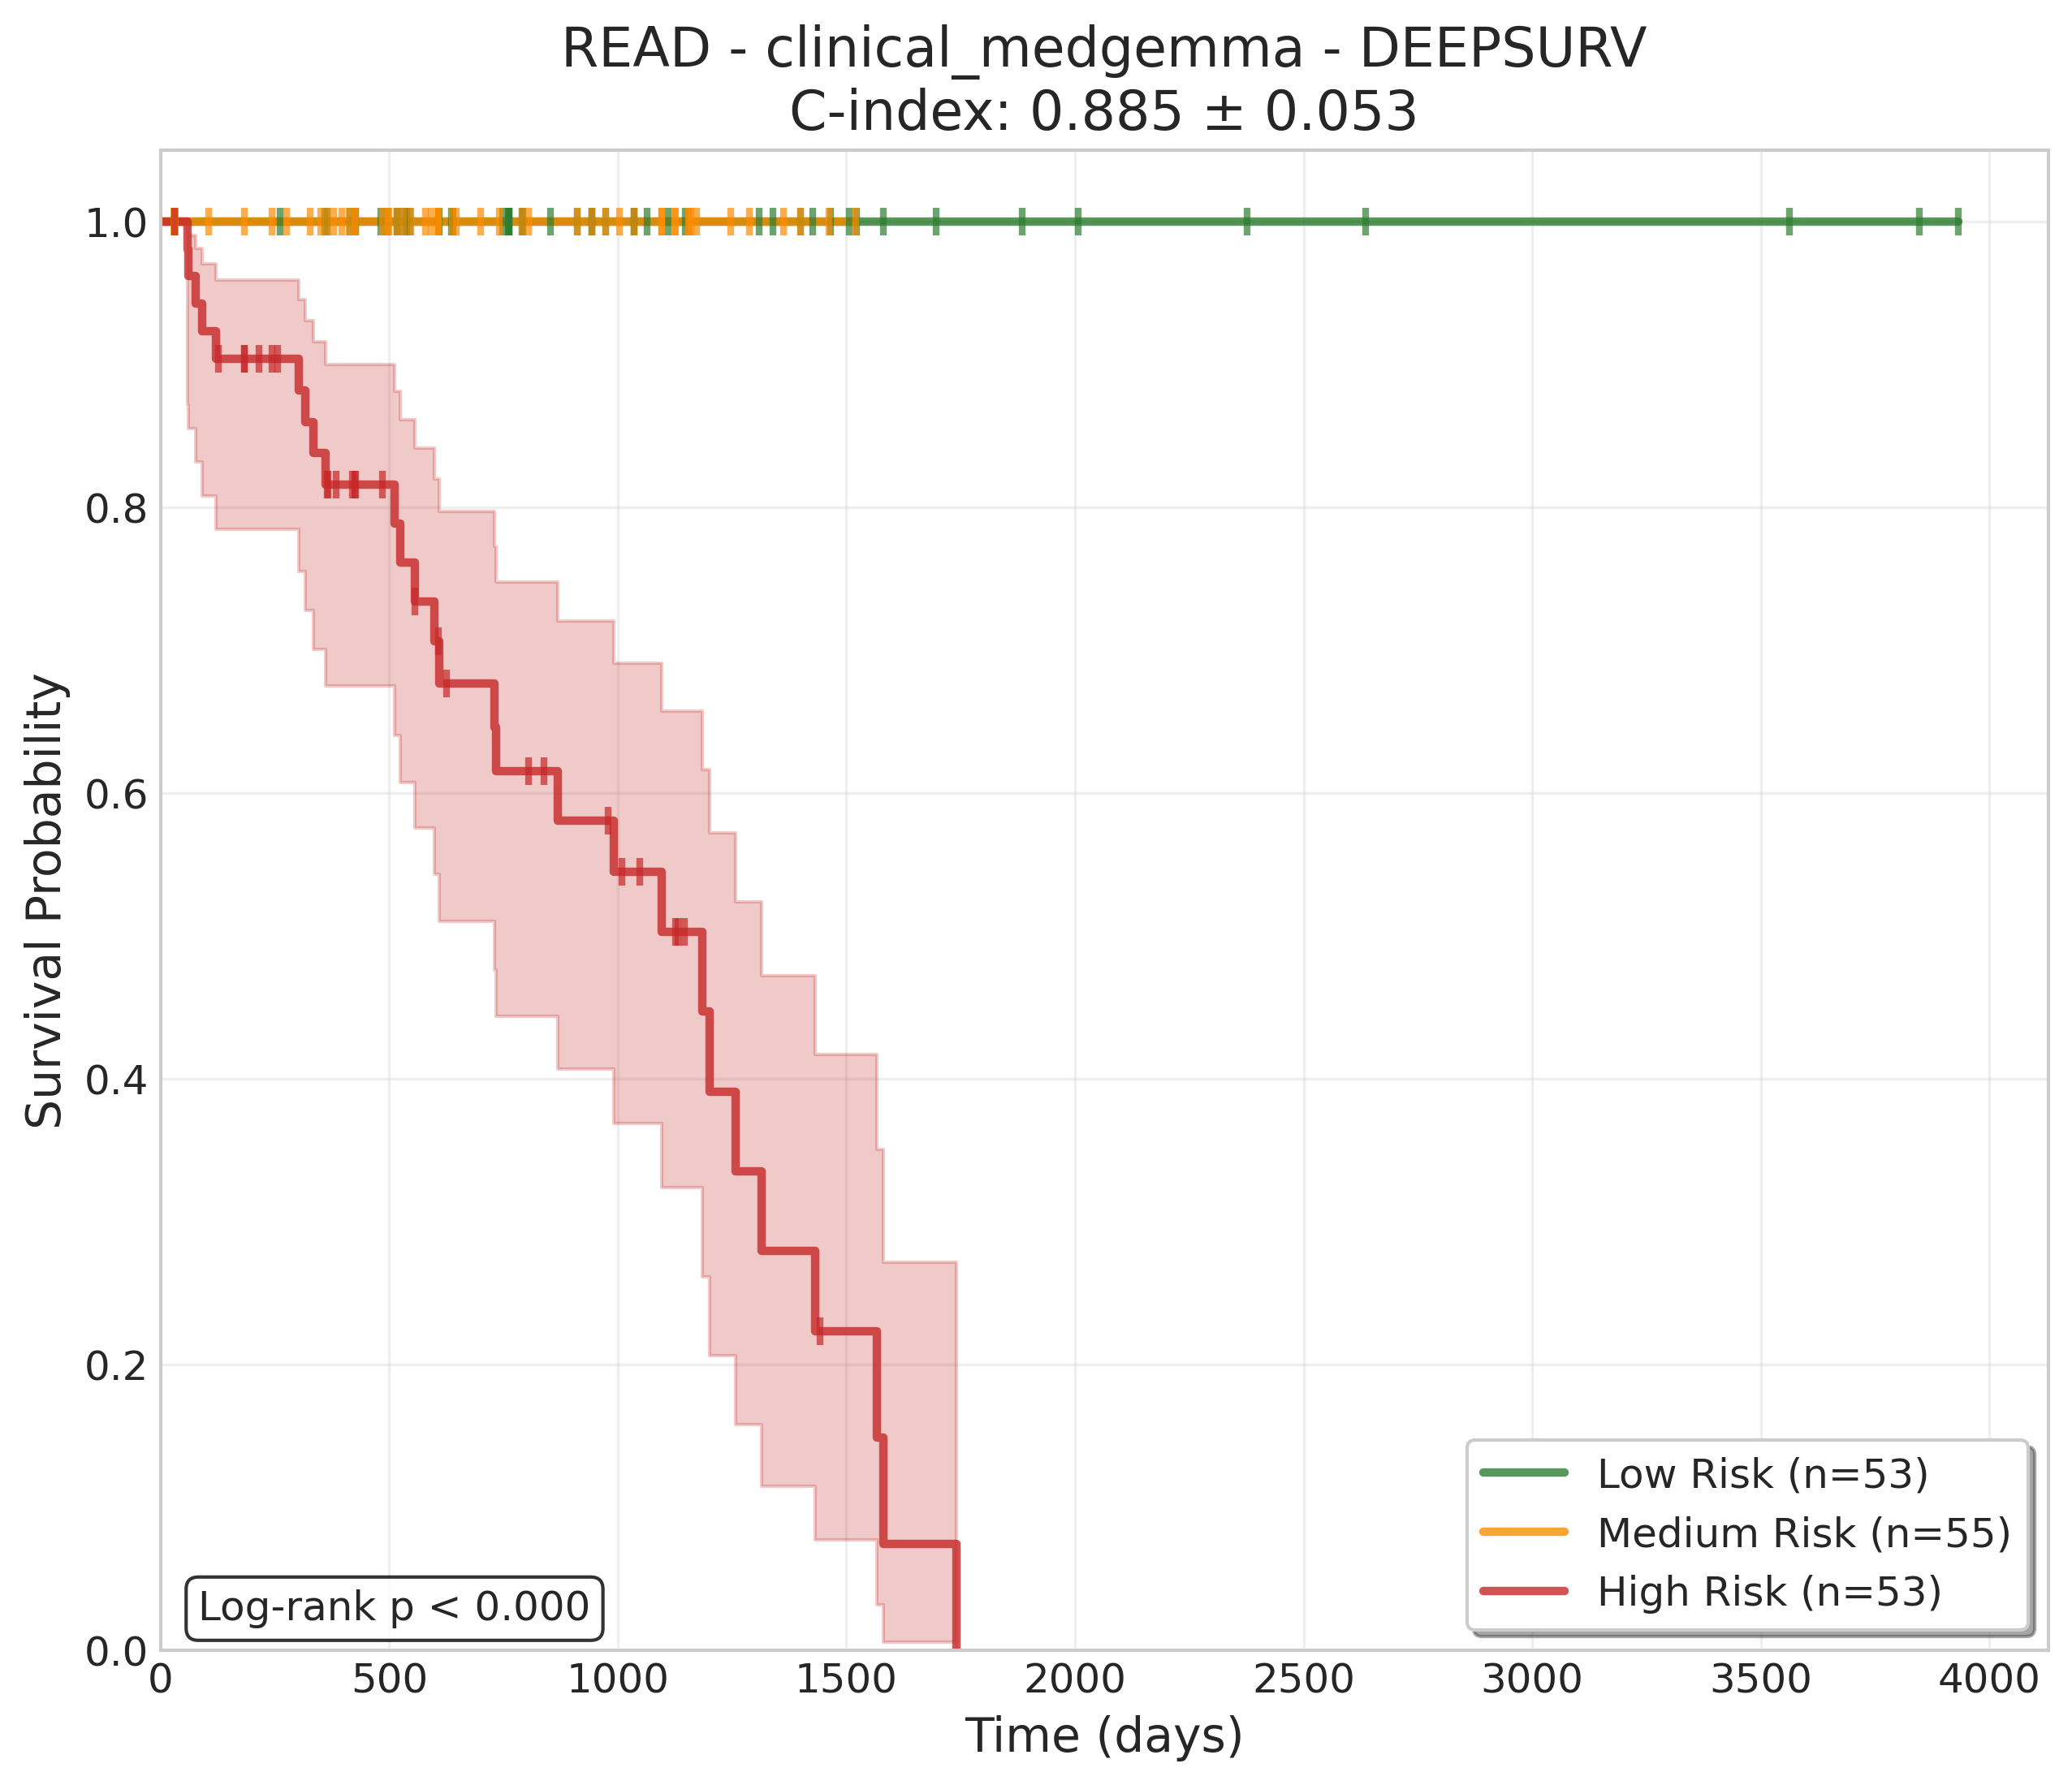 READ - clinical_medgemma - DEEPSURV
C-index: 0.885 ± 0.053
Survival Probability
1.0
0.8
0.6
0.4
0.2
0.0
Log-rank p < 0.000
Low Risk (n=53)
Medium Risk (n=55)
High Risk (n=53)
0 500 1000 1500 2000 2500 3000 3500 4000
Time (days)